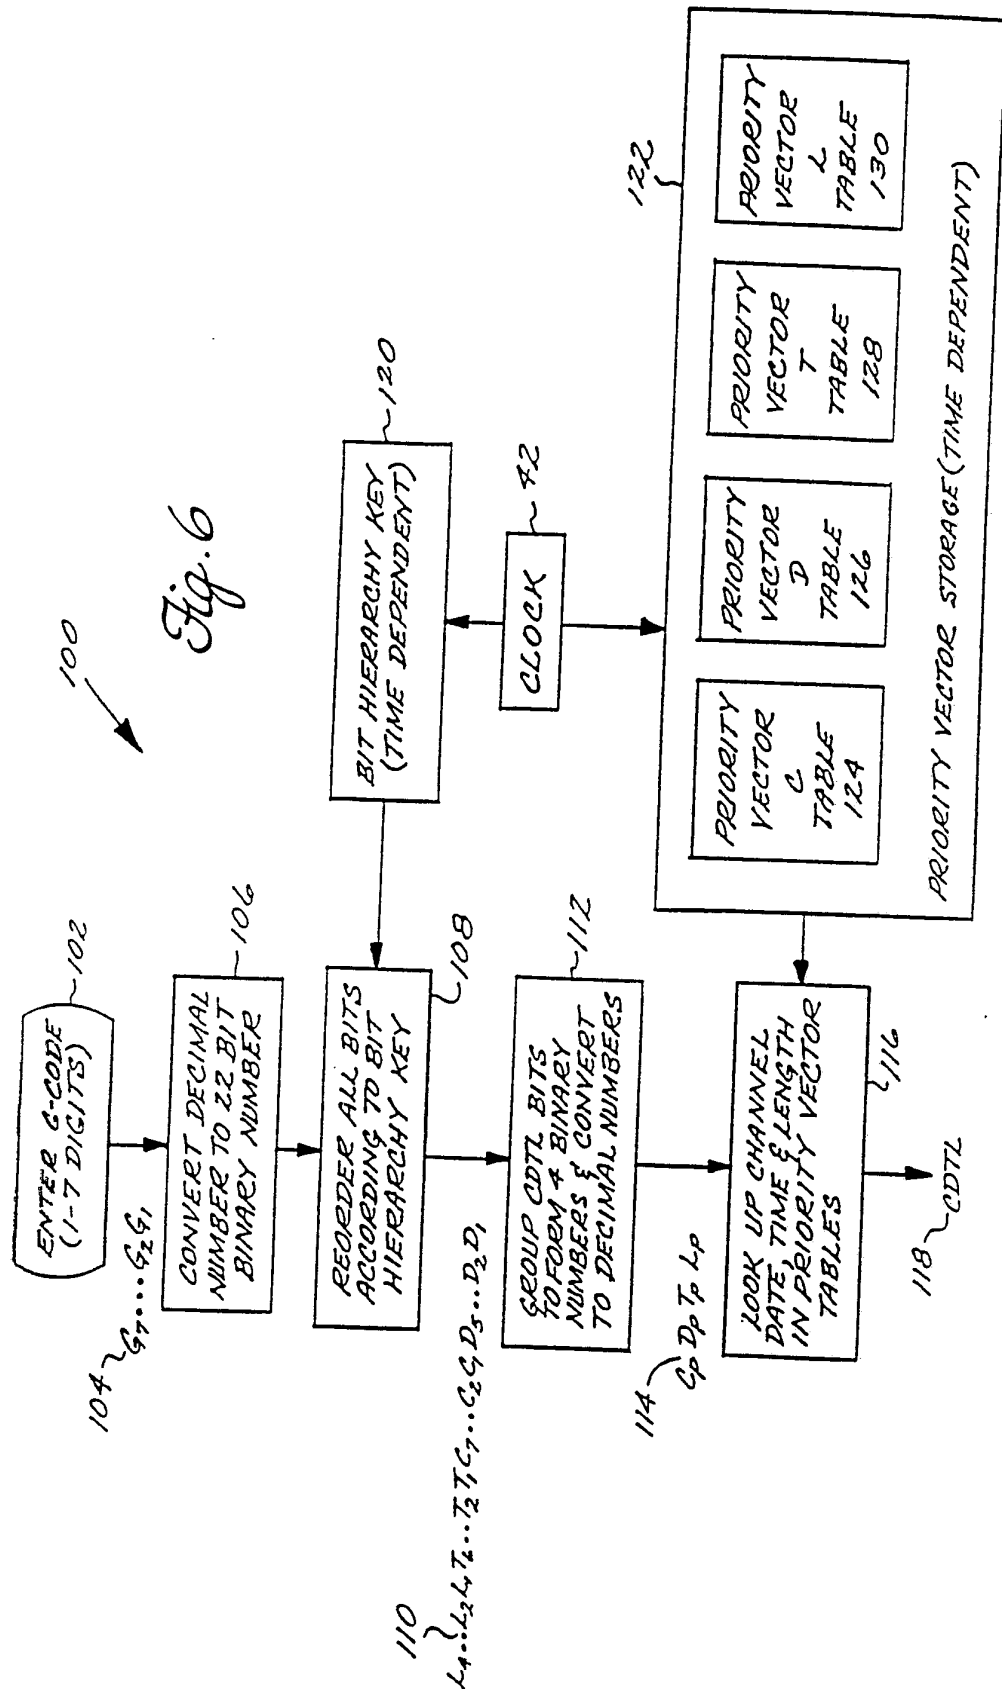 Fig. 6
100
102
ENTER G-CODE
(1-7 DIGITS)
104
G7...G2G1
106
CONVERT DECIMAL
NUMBER TO 22 BIT
BINARY NUMBER
108
REORDER ALL BITS
ACCORDING TO BIT
HIERARCHY KEY
110
L4...L2L1T6...T2T1C7...C2C1D5...D2D1
112
GROUP CDTL BITS
TO FORM 4 BINARY
NUMBERS & CONVERT
TO DECIMAL NUMBERS
114
CpDpTpLp
LOOK UP CHANNEL
DATE, TIME & LENGTH
IN PRIORITY VECTOR
TABLES
116
118
CDTL
120
BIT HIERARCHY KEY
(TIME DEPENDENT)
CLOCK
42
122
PRIORITY
VECTOR
C
TABLE
124
PRIORITY
VECTOR
D
TABLE
126
PRIORITY
VECTOR
T
TABLE
128
PRIORITY
VECTOR
L
TABLE
130
PRIORITY VECTOR STORAGE (TIME DEPENDENT)